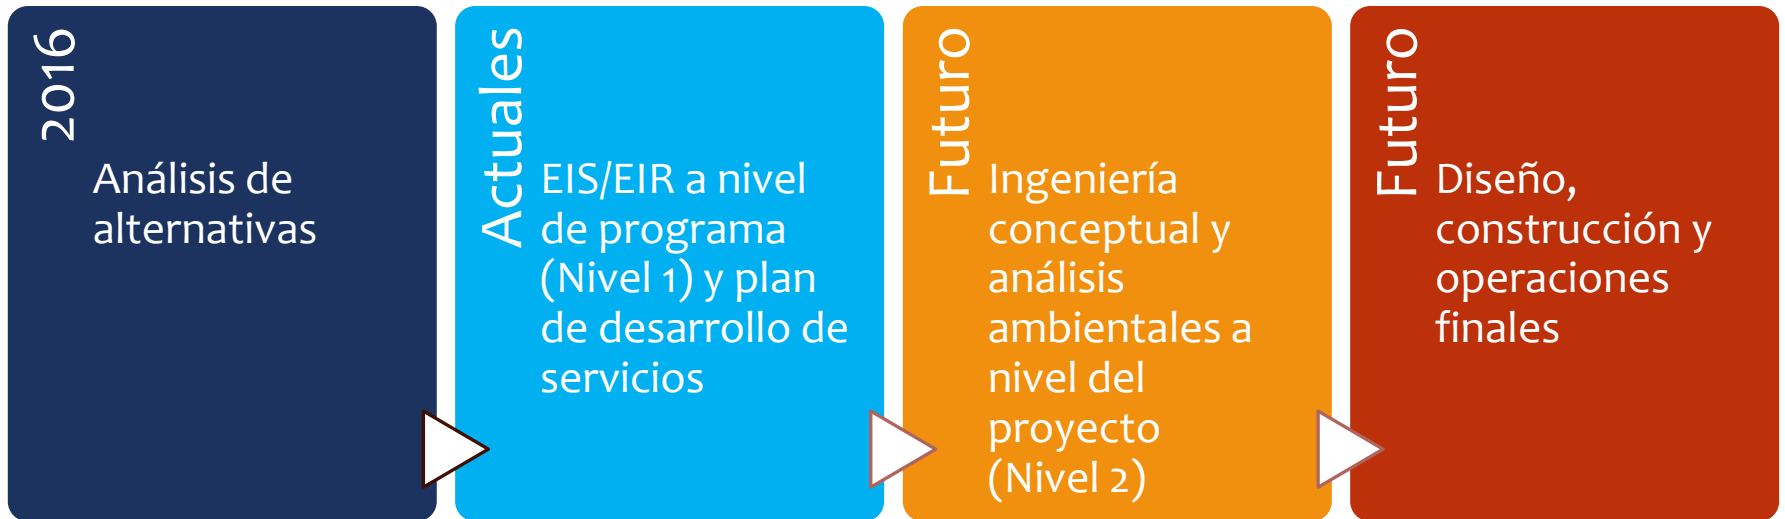 2016
Análisis de
alternativas
Actuales
EIS/EIR a nivel
de programa
(Nivel 1) y plan
de desarrollo de
servicios
Futuro
Ingeniería
conceptual y
análisis
ambientales a
nivel del
proyecto
(Nivel 2)
Futuro
Diseño,
construcción y
operaciones
finales